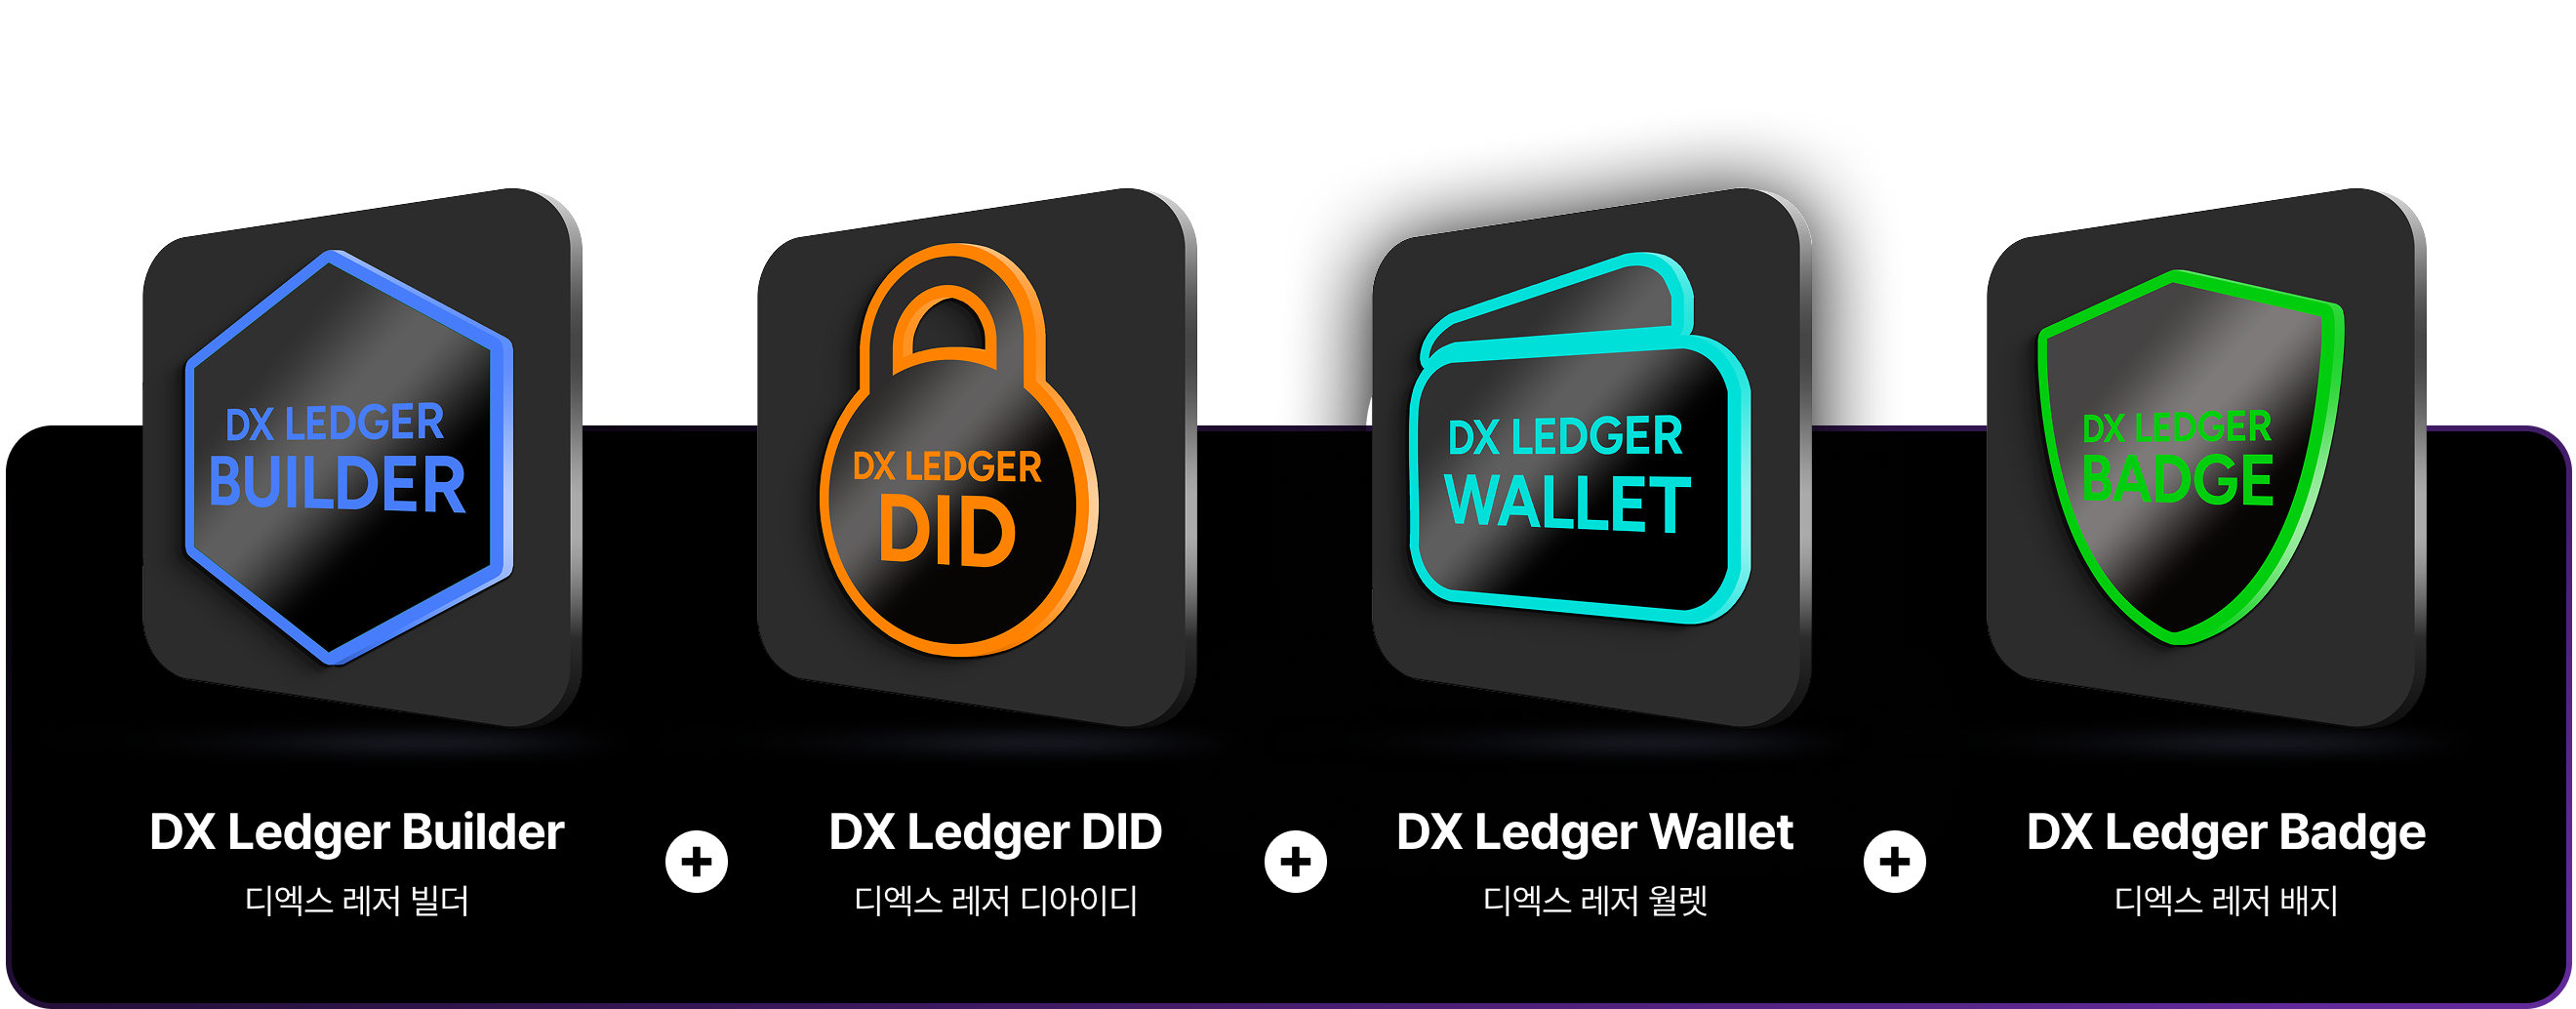 DX LEDGER
BUILDER
DX LEDGER
DID
DX LEDGER
WALLET
DX LEDGER
BADGE
DX Ledger Builder
디엑스 레저 빌더
+
DX Ledger DID
디엑스 레저 디아이디
+
DX Ledger Wallet
디엑스 레저 월렛
+
DX Ledger Badge
디엑스 레저 배지